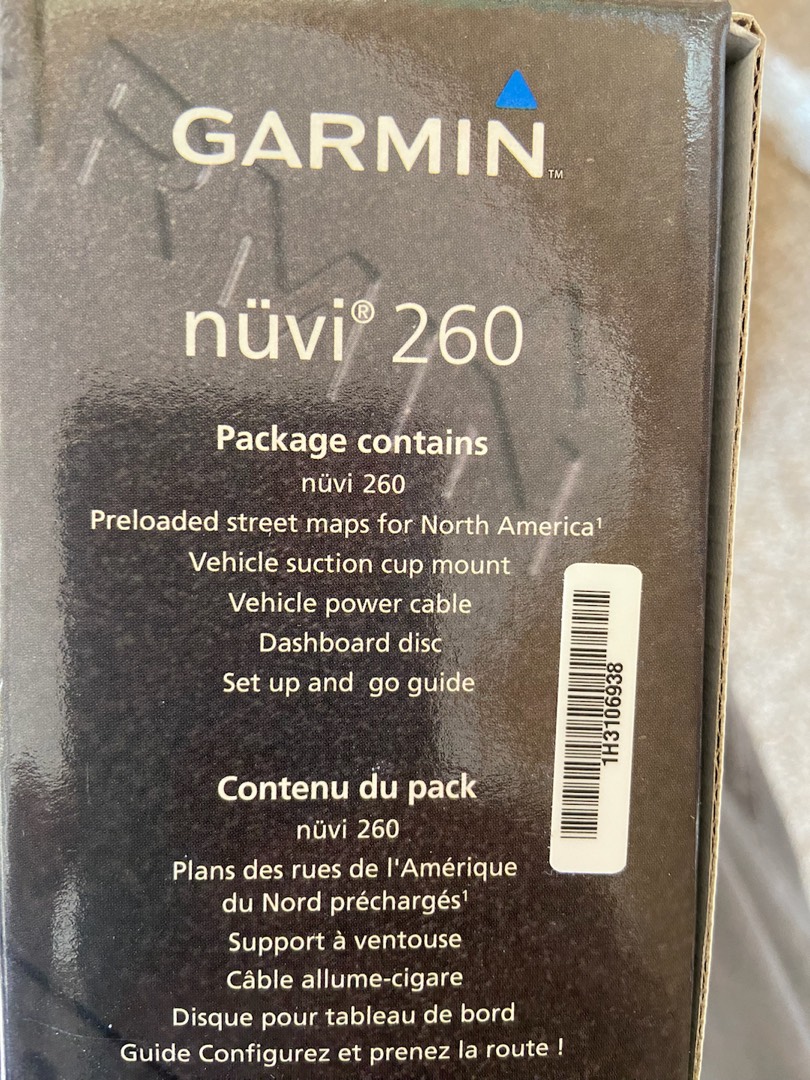 GARMIN™
nüvi® 260
Package contains
nüvi 260
Preloaded street maps for North America¹
Vehicle suction cup mount
Vehicle power cable
Dashboard disc
Set up and go guide
1H3106938
Contenu du pack
nüvi 260
Plans des rues de l'Amérique
du Nord préchargés¹
Support à ventouse
Câble allume-cigare
Disque pour tableau de bord
Guide Configurez et prenez la route !